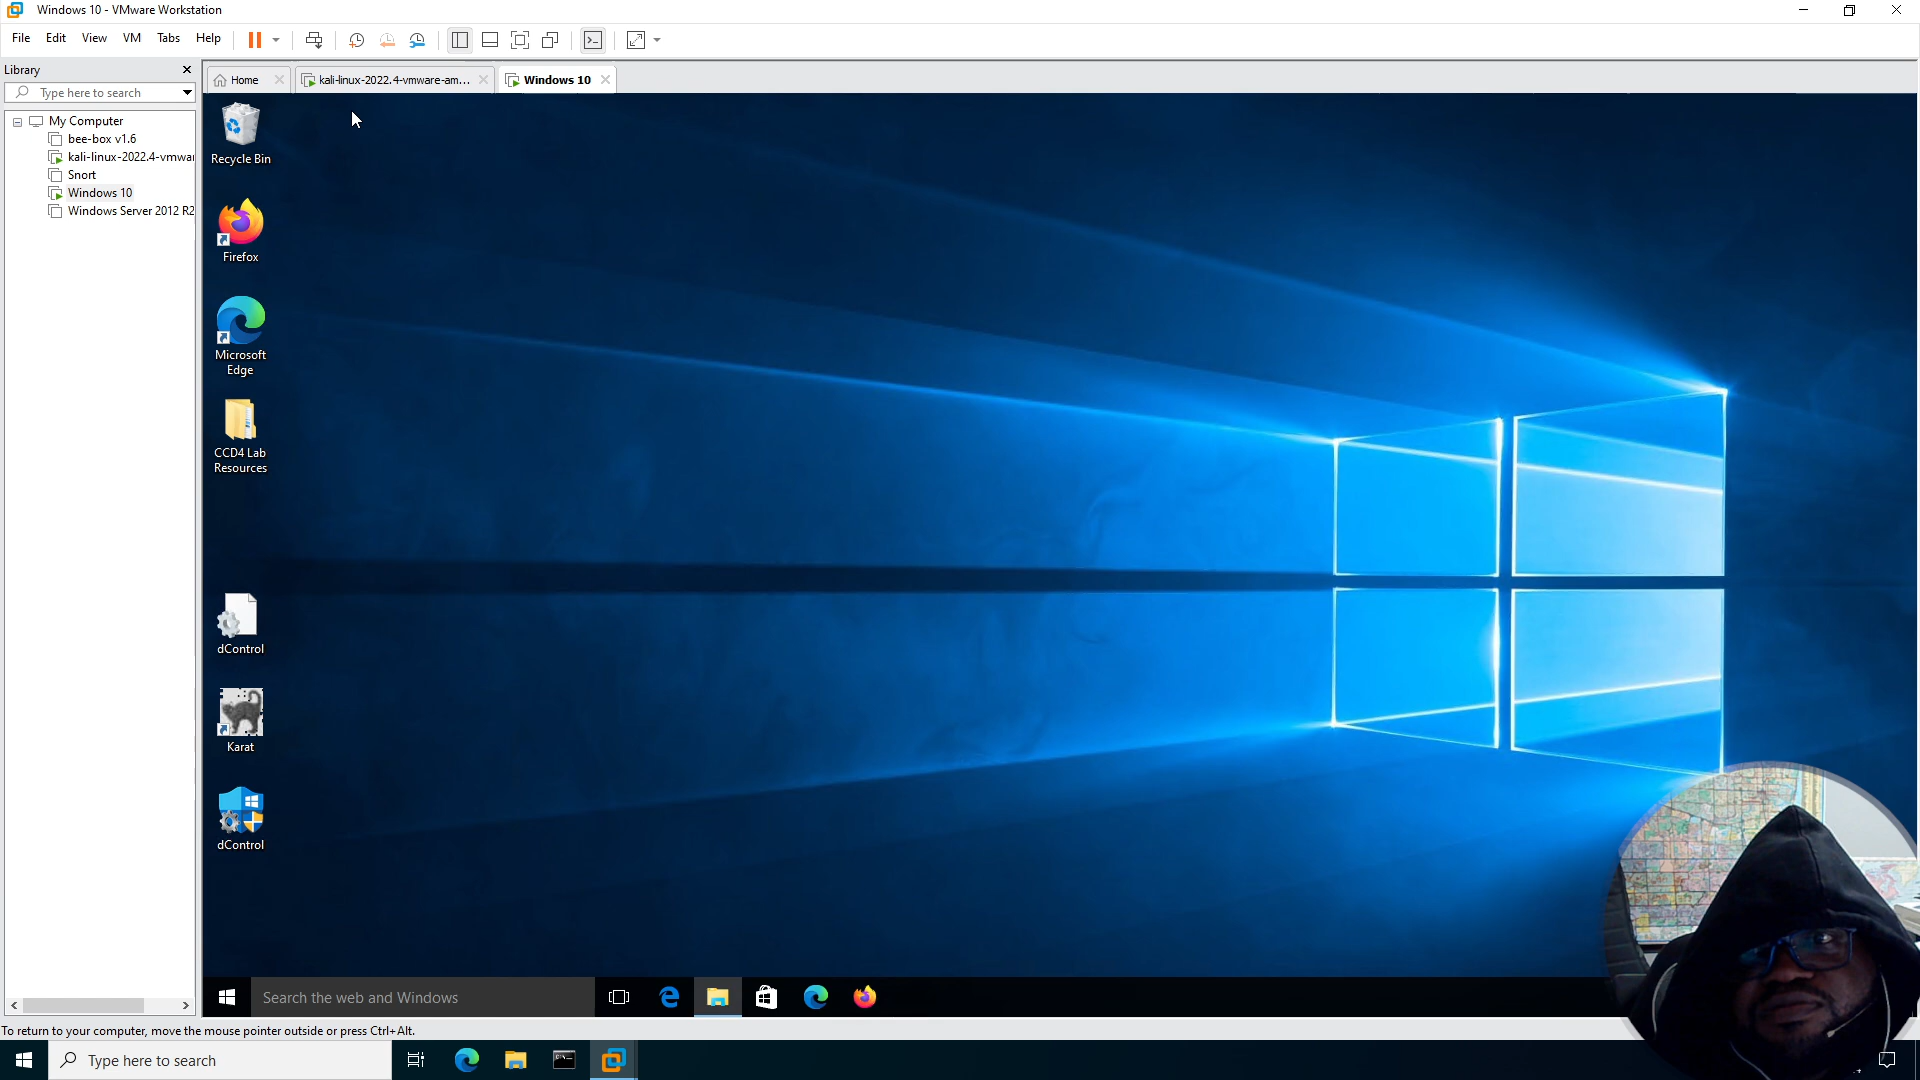 Windows 10 - VMware Workstation
File Edit View VM Tabs Help
Library
Type here to search
My Computer
bee-box v1.6
kali-linux-2022.4-vmwar
Snort
Windows 10
Windows Server 2012 R2
Home
kali-linux-2022.4-vmware-am...
Windows 10
Recycle Bin
Firefox
Microsoft
Edge
CCD4 Lab
Resources
dControl
Karat
dControl
Search the web and Windows
To return to your computer, move the mouse pointer outside or press Ctrl+Alt.
Type here to search